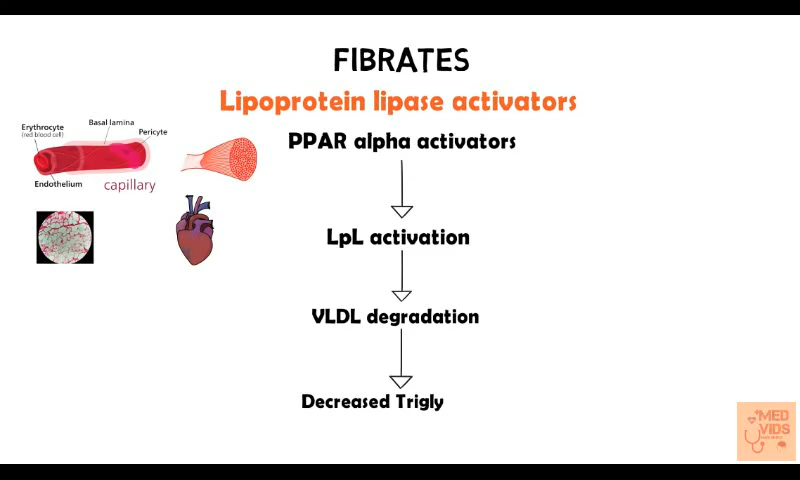 FIBRATES
Lipoprotein lipase activators
PPAR alpha activators
Erythrocyte
(red blood cell)
Basal lamina
Pericyte
Endothelium
capillary
LpL activation
VLDL degradation
Decreased Trigly
MED
VIDS